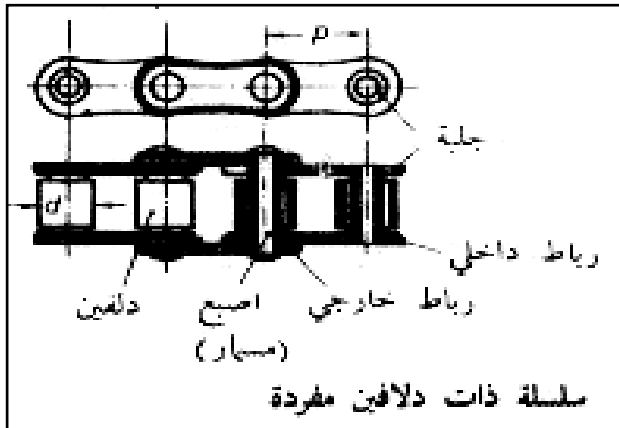 p
جلبة
d
رباط داخلي
دلفين اصبع رباط خارجي
(مسمار)
سلسلة ذات دلافين مفردة